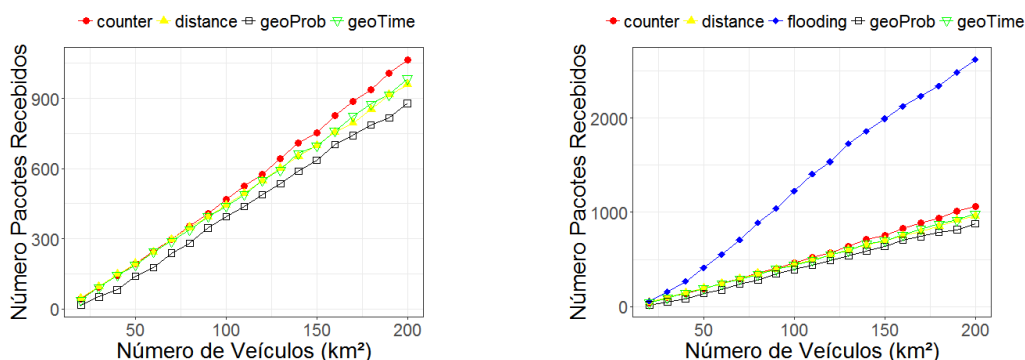 counter distance geoProb geoTime
Número Pacotes Recebidos
900
600
300
0
50 100 150 200
Número de Veículos (km²)
counter distance flooding geoProb geoTime
Número Pacotes Recebidos
2000
1000
0
50 100 150 200
Número de Veículos (km²)